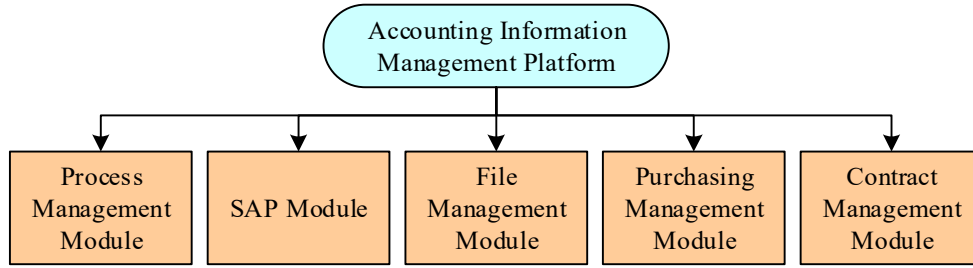 Accounting Information
Management Platform
Process
Management
Module
SAP Module
File
Management
Module
Purchasing
Management
Module
Contract
Management
Module